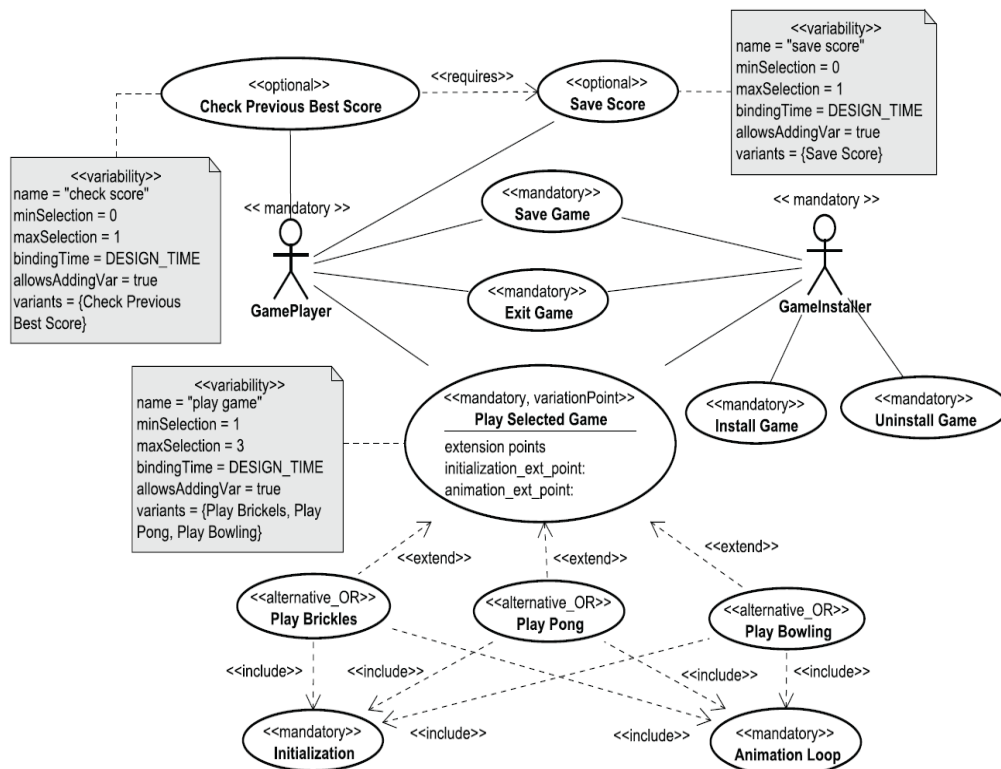 <<variability>>
name = "save score"
minSelection = 0
maxSelection = 1
bindingTime = DESIGN_TIME
allowsAddingVar = true
variants = {Save Score}
<<optional>>
Check Previous Best Score
<<requires>>
<<optional>>
Save Score
<<variability>>
name = "check score"
minSelection = 0
maxSelection = 1
bindingTime = DESIGN_TIME
allowsAddingVar = true
variants = {Check Previous
Best Score}
<< mandatory >>
GamePlayer
<<mandatory>>
Save Game
<< mandatory >>
GameInstaller
<<mandatory>>
Exit Game
<<variability>>
name = "play game"
minSelection = 1
maxSelection = 3
bindingTime = DESIGN_TIME
allowsAddingVar = true
variants = {Play Brickels, Play
Pong, Play Bowling}
<<mandatory, variationPoint>>
Play Selected Game
extension points
initialization_ext_point:
animation_ext_point:
<<mandatory>>
Install Game
<<mandatory>>
Uninstall Game
<<extend>>
<<extend>>
<<extend>>
<<alternative_OR>>
Play Brickles
<<alternative_OR>>
Play Pong
<<alternative_OR>>
Play Bowling
<<include>>
<<include>>
<<include>>
<<include>>
<<include>>
<<include>>
<<mandatory>>
Initialization
<<mandatory>>
Animation Loop